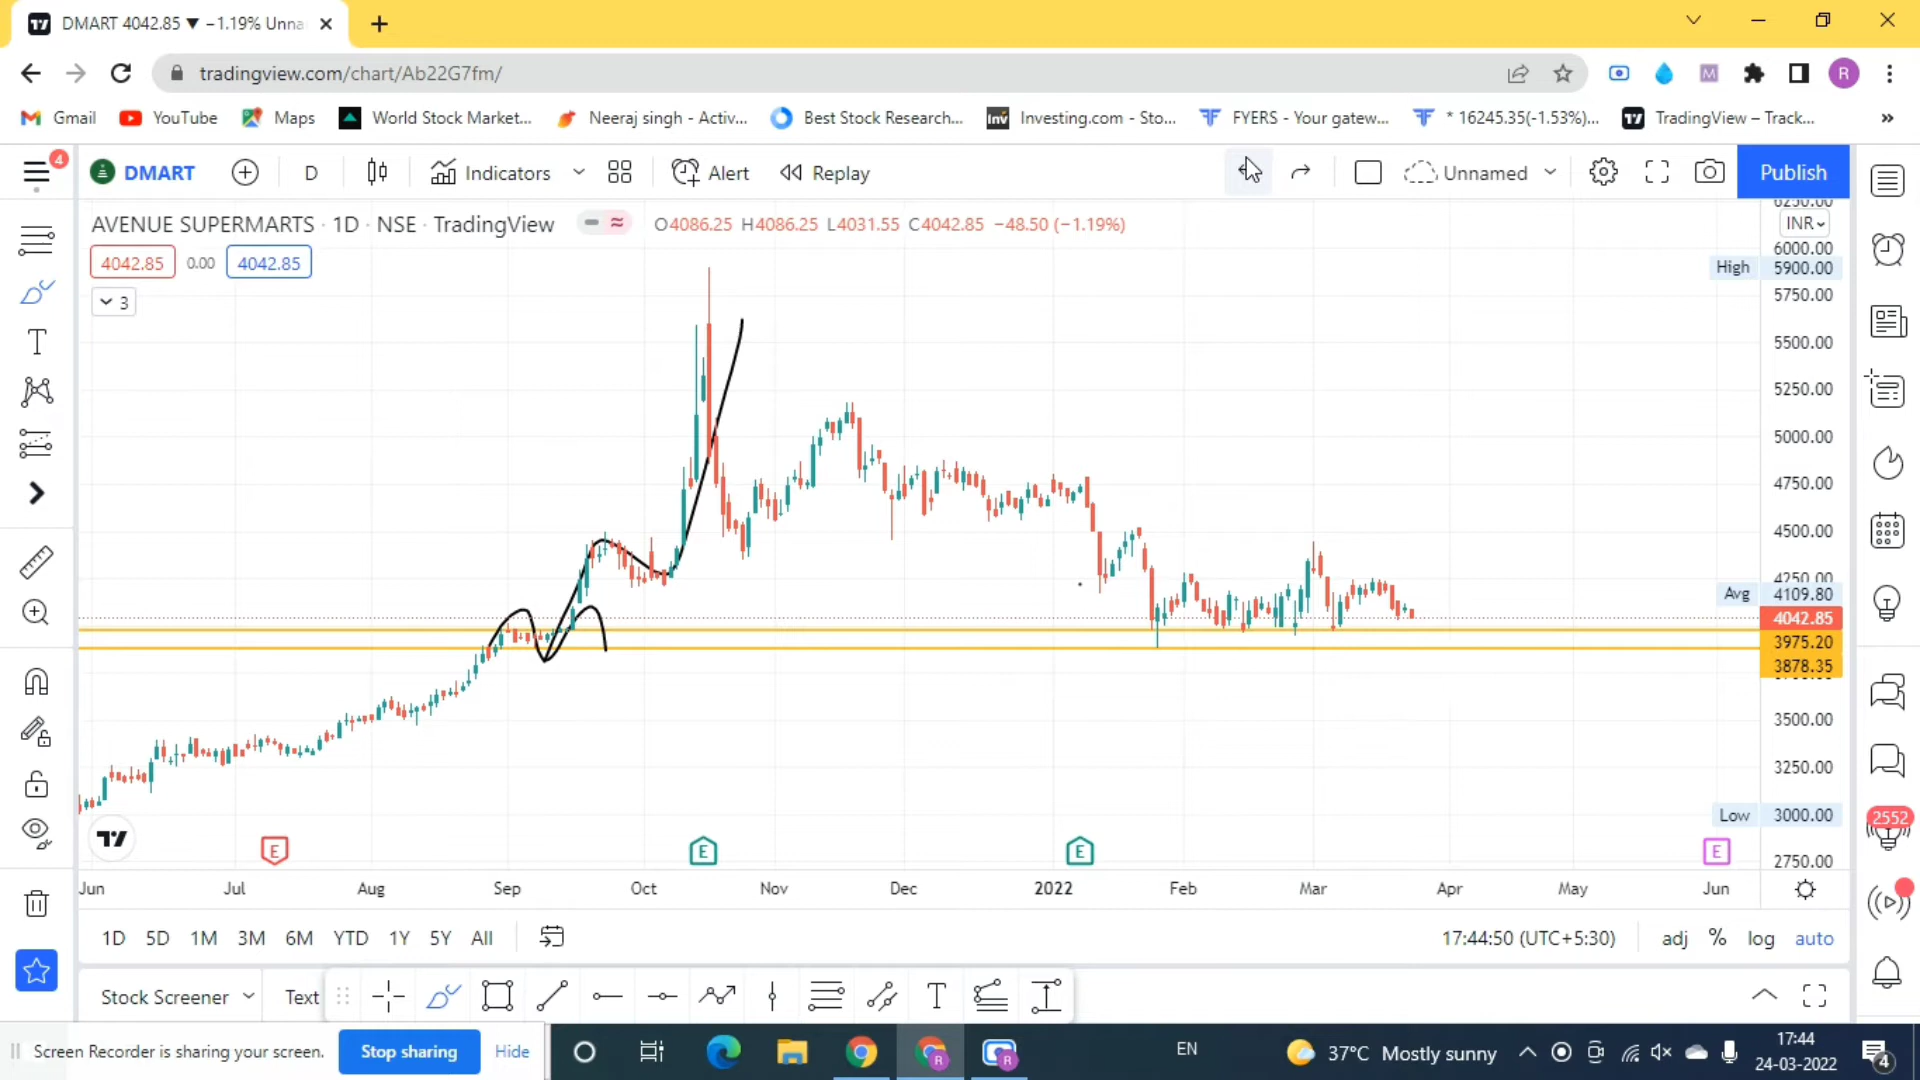 DMART 4042.85 ▼ −1.19% Unna
tradingview.com/chart/Ab22G7fm/
R
Gmail YouTube Maps World Stock Market... Neeraj singh - Activ... Best Stock Research... Inv Investing.com - Sto... FYERS - Your gatew... * 16245.35(-1.53%)... TradingView – Track... »
4 DMART D Indicators Alert Replay Unnamed Publish
AVENUE SUPERMARTS · 1D · NSE · TradingView O4086.25 H4086.25 L4031.55 C4042.85 −48.50 (−1.19%)
INR
4042.85 0.00 4042.85
3
6250.00
6000.00
High 5900.00
5750.00
5500.00
5250.00
5000.00
4750.00
4500.00
4250.00
Avg 4109.80
4042.85
3975.20
3878.35
3500.00
3250.00
Low 3000.00
2750.00
2552
E E E E
Jun Jul Aug Sep Oct Nov Dec 2022 Feb Mar Apr May Jun
1D 5D 1M 3M 6M YTD 1Y 5Y All 17:44:50 (UTC+5:30) adj % log auto
Stock Screener Text T
Screen Recorder is sharing your screen. Stop sharing Hide EN 37°C Mostly sunny 17:44
24-03-2022 4